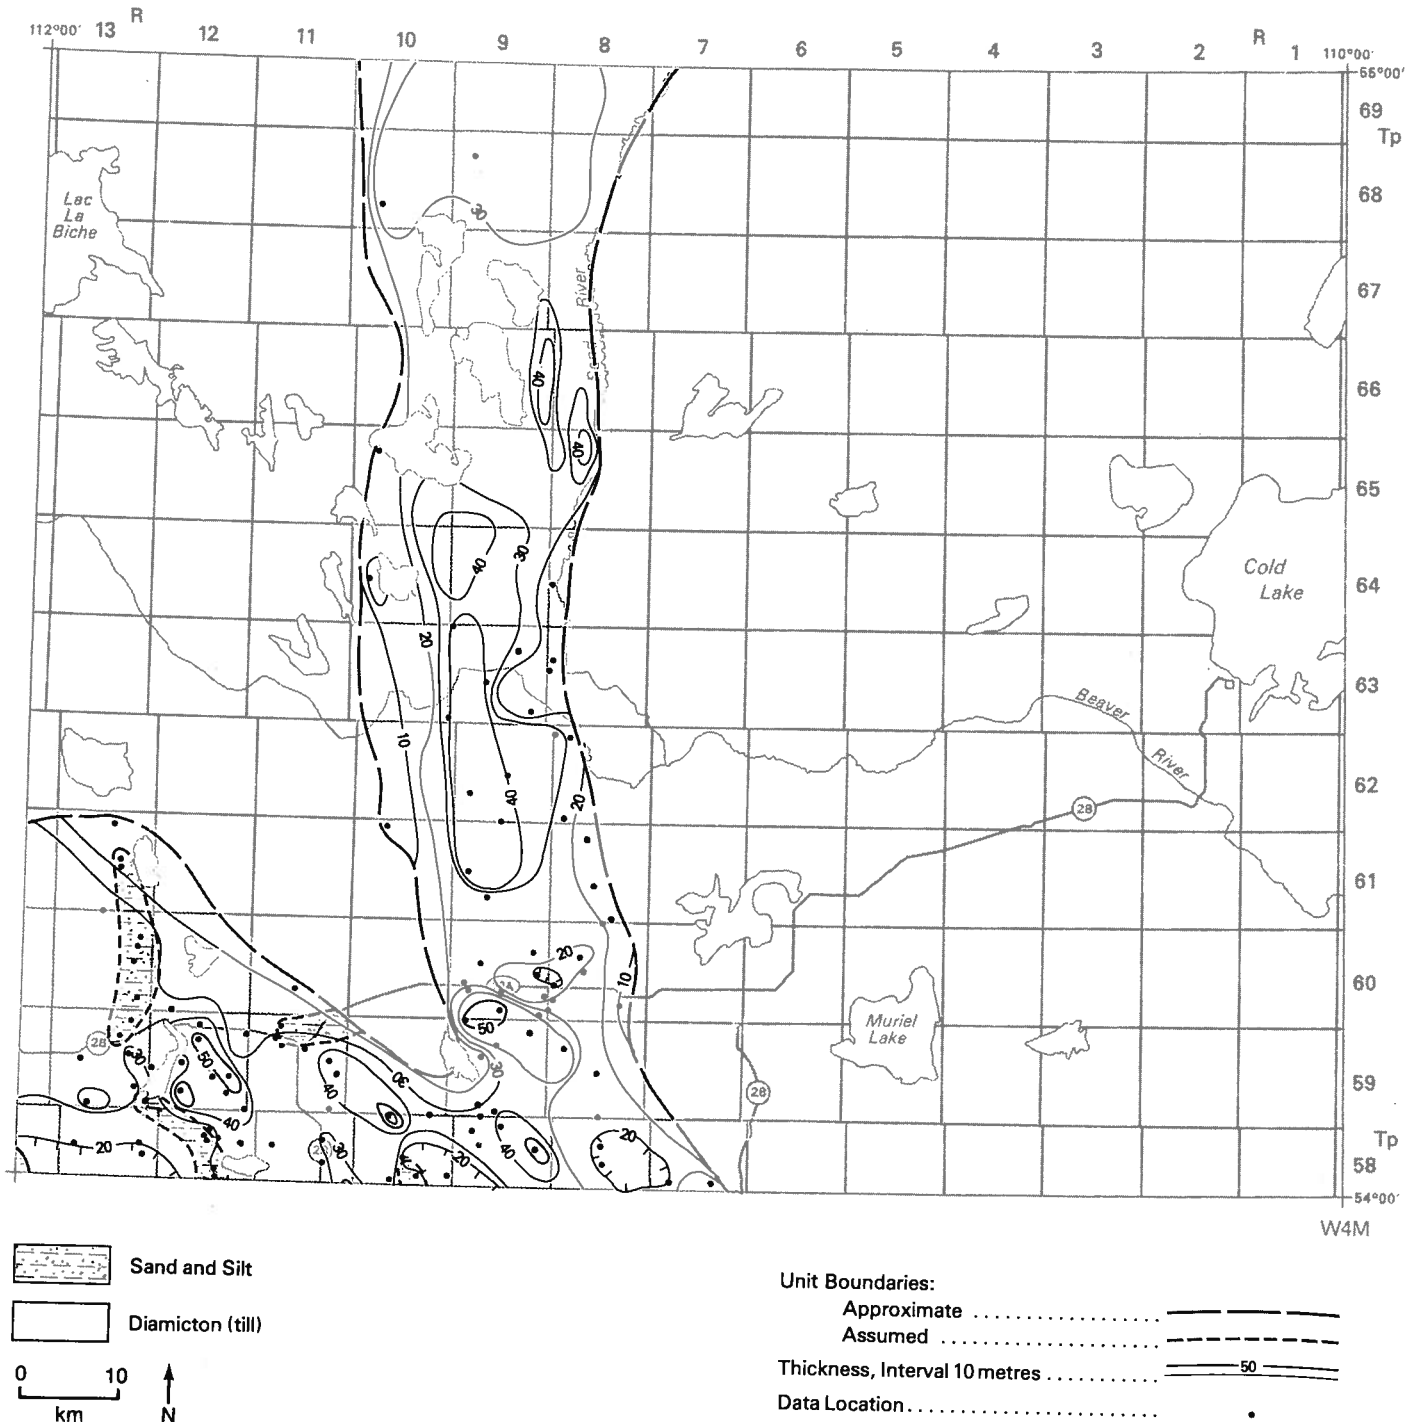 R R
112°00' 13 12 11 10 9 8 7 6 5 4 3 2 1 110°00'
55°00'
69
Tp
68
Lac
La
Biche
30
67
River
Sand
66
40
40
65
30
40
64
Cold
Lake
20
63
Beaver
River
10
62
40
20
28
61
20
10
60
50
28
Muriel
Lake
30
50
30
30
40
59
28
40
40
20
20
30
20
Tp
58
54°00'
W4M
Sand and Silt
Diamicton (till)
0 10
km
N
Unit Boundaries:
Approximate ....................
Assumed ........................
Thickness, Interval 10 metres ........... 50
Data Location ...........................